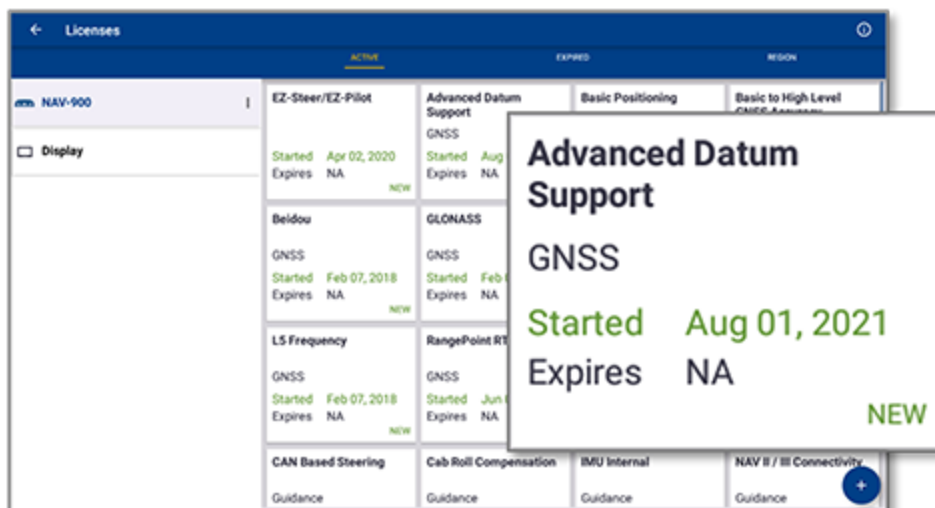 Licenses
ACTIVE EXPIRED REGION
NAV-900
Display
EZ-Steer/EZ-Pilot
Started Apr 02, 2020
Expires NA
NEW
Advanced Datum
Support
GNSS
Started Aug
Expires NA
Basic Positioning
Basic to High Level
GNSS Accuracy
Beidou
GNSS
Started Feb 07, 2018
Expires NA
NEW
GLONASS
GNSS
Started Feb
Expires NA
L5 Frequency
GNSS
Started Feb 07, 2018
Expires NA
NEW
RangePoint RT
GNSS
Started Jun
Expires NA
CAN Based Steering
Guidance
Cab Roll Compensation
Guidance
IMU Internal
Guidance
NAV II / III Connectivity
Guidance
Advanced Datum
Support
GNSS
Started Aug 01, 2021
Expires NA
NEW